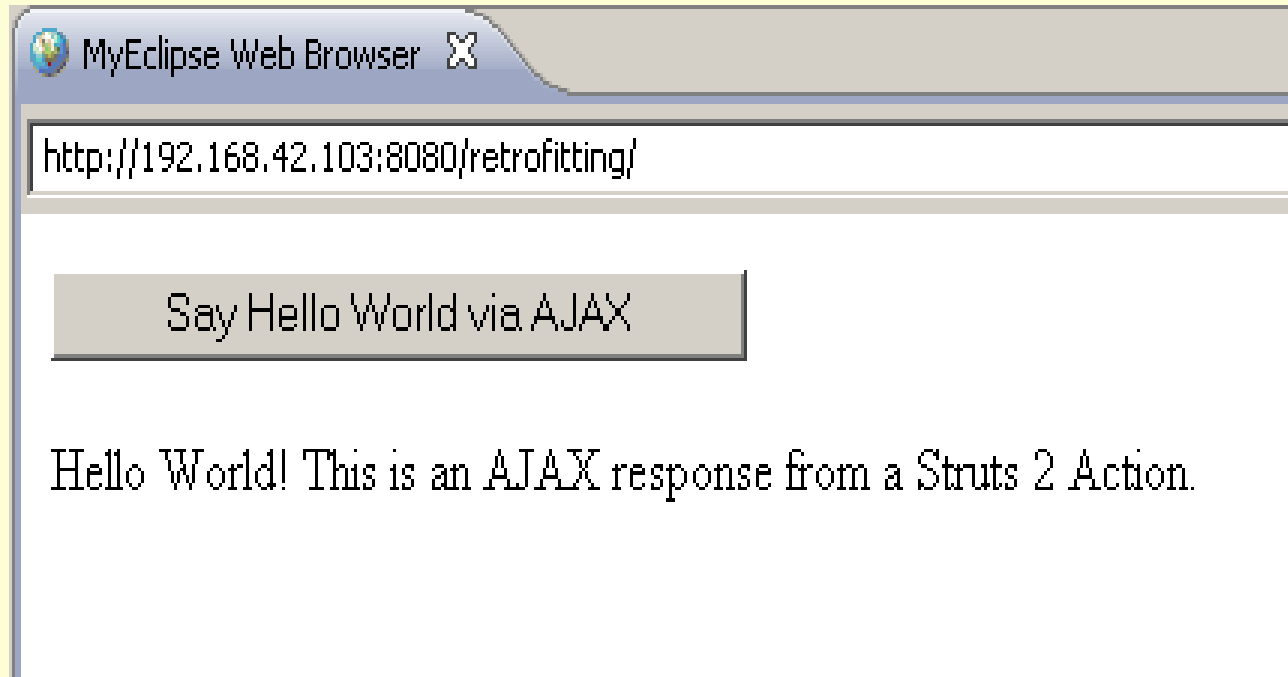 MyEclipse Web Browser
http://192.168.42.103:8080/retrofitting/
Say Hello World via AJAX
Hello World! This is an AJAX response from a Struts 2 Action.